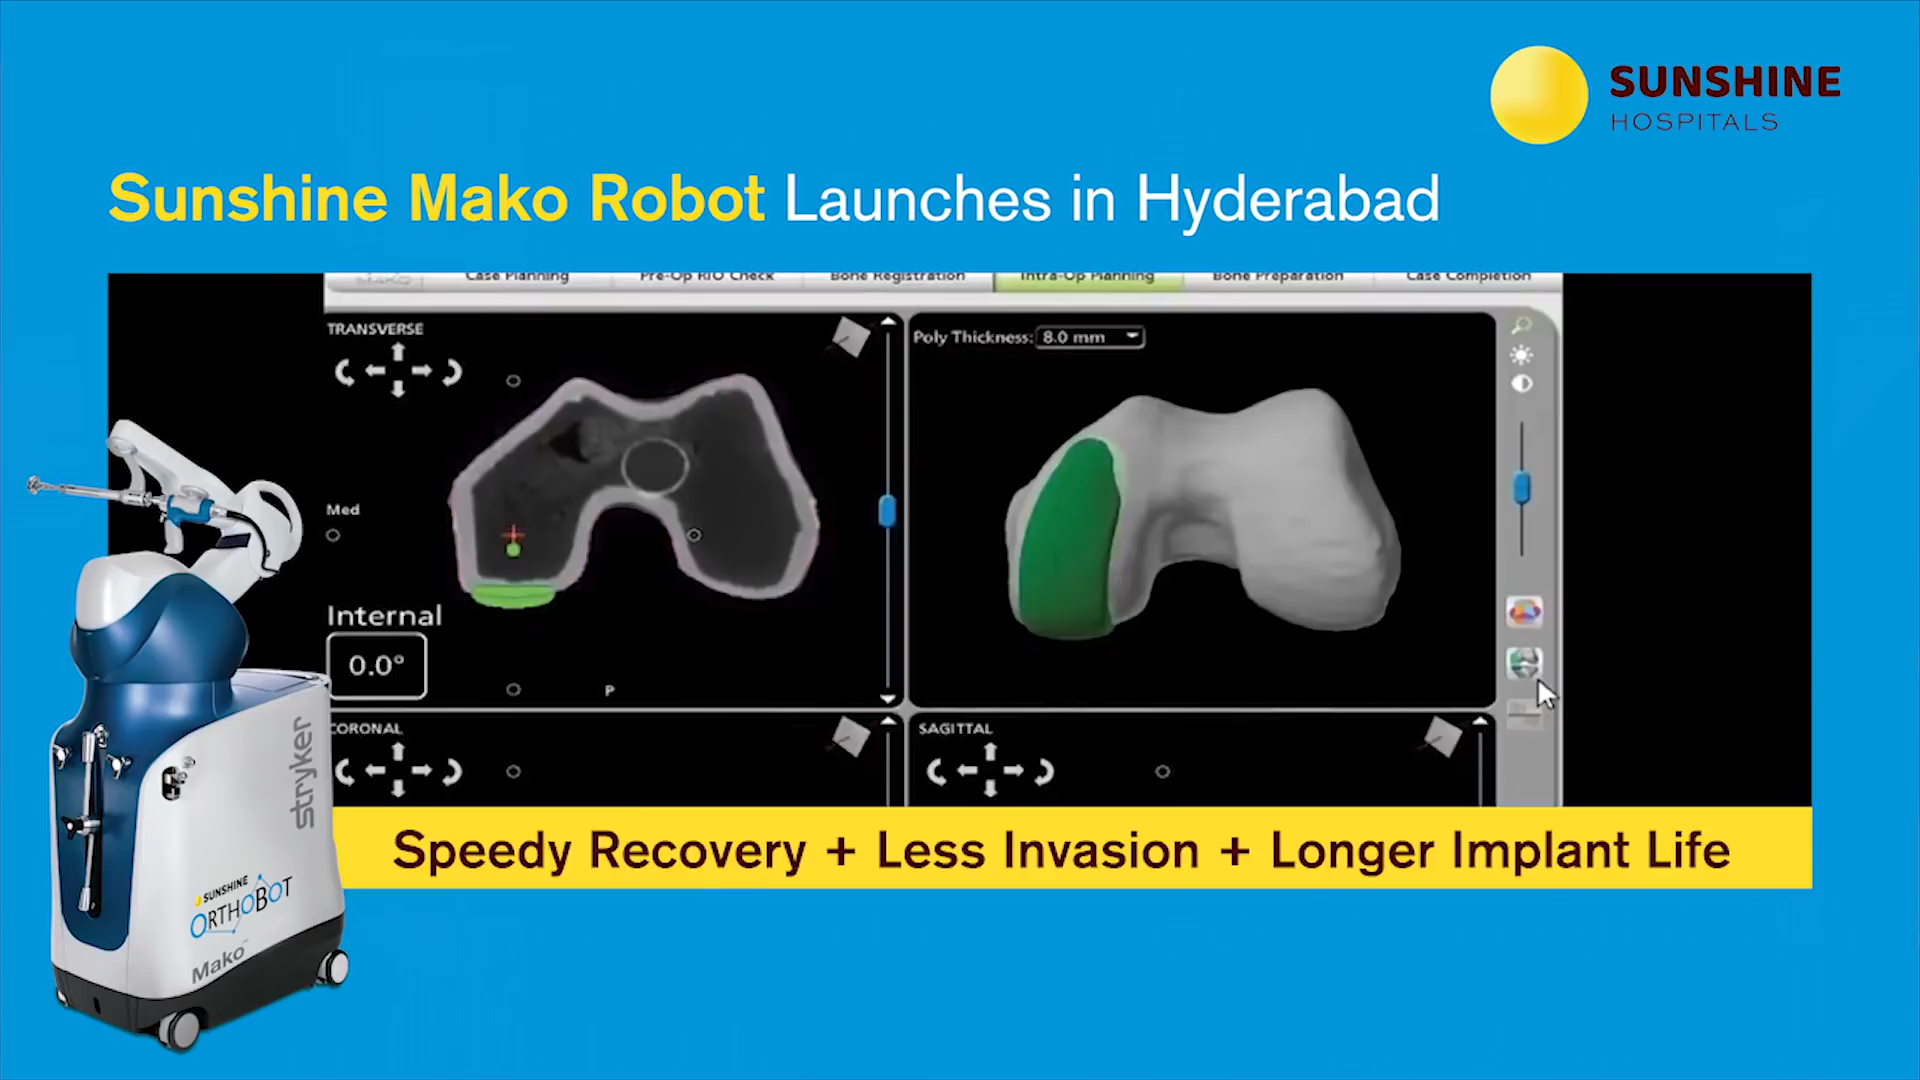 SUNSHINE
HOSPITALS
Sunshine Mako Robot Launches in Hyderabad
MAKO Case Planning Pre-Op RIO Check Bone Registration Intra-Op Planning Bone Preparation Case Completion
TRANSVERSE
Poly Thickness: 8.0 mm
Med
Internal
0.0°
P
CORONAL
SAGITTAL
stryker
Speedy Recovery + Less Invasion + Longer Implant Life
SUNSHINE
ORTHOBOT
Mako™